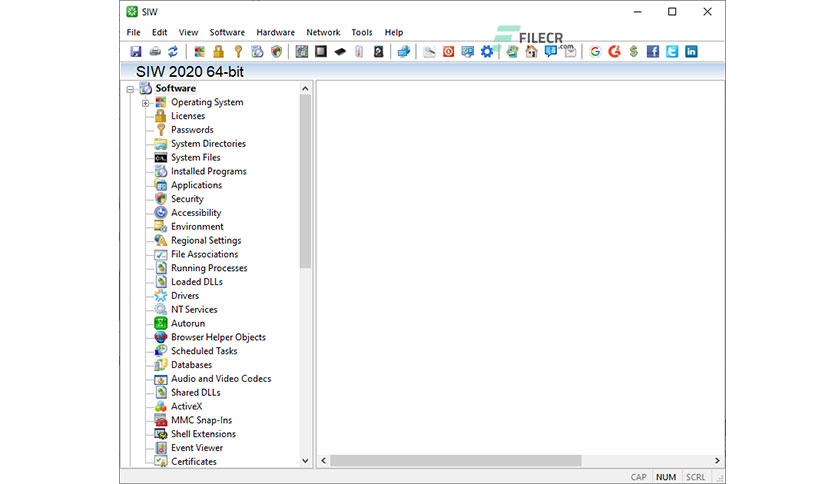 SIW
File Edit View Software Hardware Network Tools Help
FILECR
.com
SIW 2020 64-bit
Software
Operating System
Licenses
Passwords
System Directories
System Files
Installed Programs
Applications
Security
Accessibility
Environment
Regional Settings
File Associations
Running Processes
Loaded DLLs
Drivers
NT Services
Autorun
Browser Helper Objects
Scheduled Tasks
Databases
Audio and Video Codecs
Shared DLLs
ActiveX
MMC Snap-Ins
Shell Extensions
Event Viewer
Certificates
CAP NUM SCRL